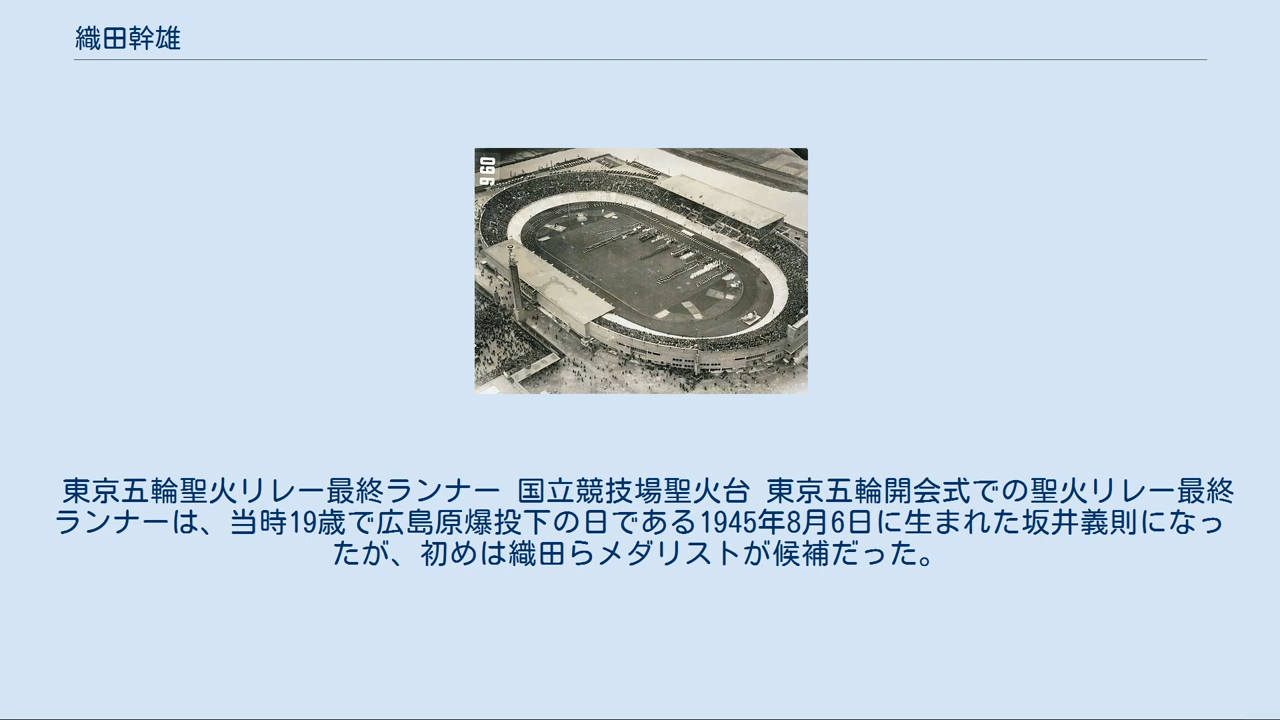 織田幹雄
960
東京五輪聖火リレー最終ランナー 国立競技場聖火台 東京五輪開会式での聖火リレー最終
ランナーは、当時19歳で広島原爆投下の日である1945年8月6日に生まれた坂井義則になっ
たが、初めは織田らメダリストが候補だった。